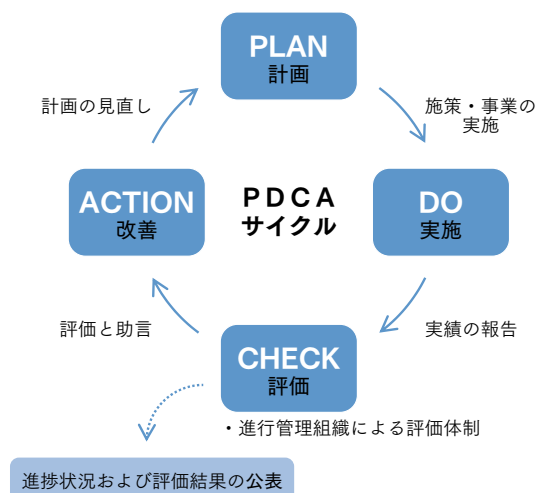 PLAN
計画
計画の見直し
施策・事業の
実施
ACTION
改善
PDCA
サイクル
DO
実施
評価と助言
実績の報告
CHECK
評価
・進行管理組織による評価体制
進捗状況および評価結果の公表